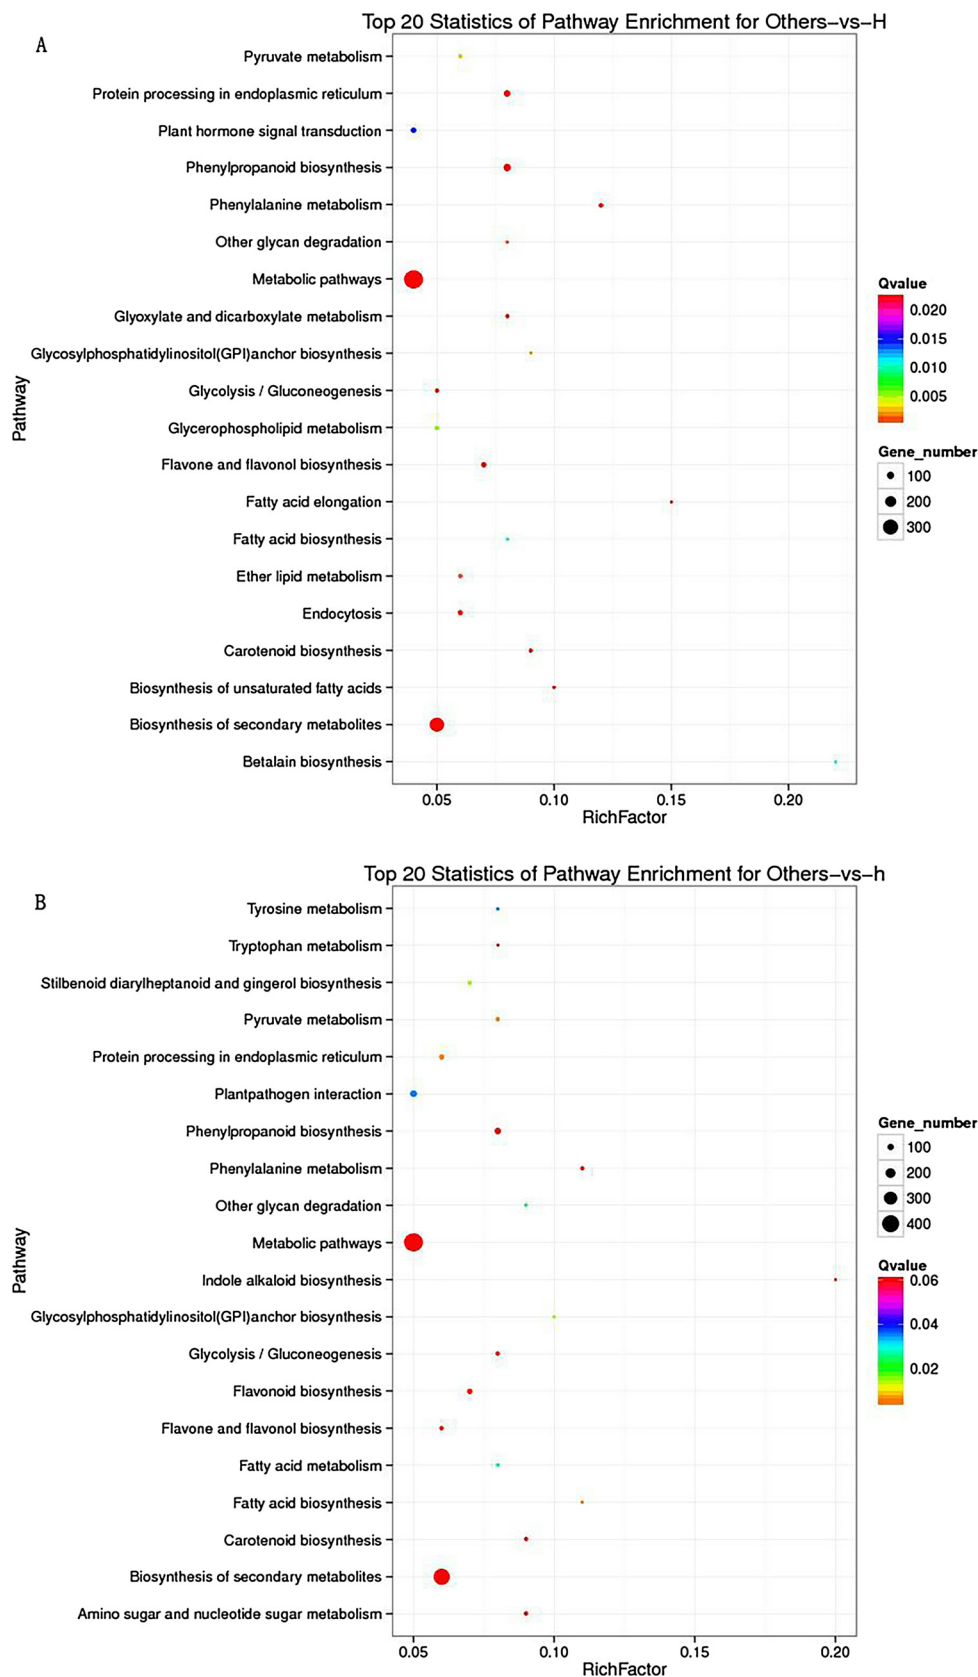 Top 20 Statistics of Pathway Enrichment for Others-vs-H
A
Pyruvate metabolism
Protein processing in endoplasmic reticulum
Plant hormone signal transduction
Phenylpropanoid biosynthesis
Phenylalanine metabolism
Other glycan degradation
Metabolic pathways
Glyoxylate and dicarboxylate metabolism
Glycosylphosphatidylinositol(GPI)anchor biosynthesis
Glycolysis / Gluconeogenesis
Glycerophospholipid metabolism
Flavone and flavonol biosynthesis
Fatty acid elongation
Fatty acid biosynthesis
Ether lipid metabolism
Endocytosis
Carotenoid biosynthesis
Biosynthesis of unsaturated fatty acids
Biosynthesis of secondary metabolites
Betalain biosynthesis
Pathway
0.05 0.10 0.15 0.20
RichFactor
Qvalue
0.020
0.015
0.010
0.005
Gene_number
100
200
300
Top 20 Statistics of Pathway Enrichment for Others-vs-h
B
Tyrosine metabolism
Tryptophan metabolism
Stilbenoid diarylheptanoid and gingerol biosynthesis
Pyruvate metabolism
Protein processing in endoplasmic reticulum
Plantpathogen interaction
Phenylpropanoid biosynthesis
Phenylalanine metabolism
Other glycan degradation
Metabolic pathways
Indole alkaloid biosynthesis
Glycosylphosphatidylinositol(GPI)anchor biosynthesis
Glycolysis / Gluconeogenesis
Flavonoid biosynthesis
Flavone and flavonol biosynthesis
Fatty acid metabolism
Fatty acid biosynthesis
Carotenoid biosynthesis
Biosynthesis of secondary metabolites
Amino sugar and nucleotide sugar metabolism
Pathway
0.05 0.10 0.15 0.20
RichFactor
Gene_number
100
200
300
400
Qvalue
0.06
0.04
0.02